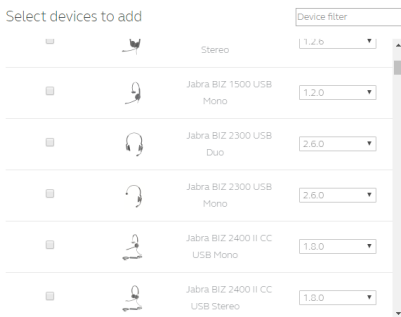 Select devices to add
Device filter
Stereo
1.2.6
Jabra BIZ 1500 USB
Mono
1.2.0
Jabra BIZ 2300 USB
Duo
2.6.0
Jabra BIZ 2300 USB
Mono
2.6.0
Jabra BIZ 2400 II CC
USB Mono
1.8.0
Jabra BIZ 2400 II CC
USB Stereo
1.8.0